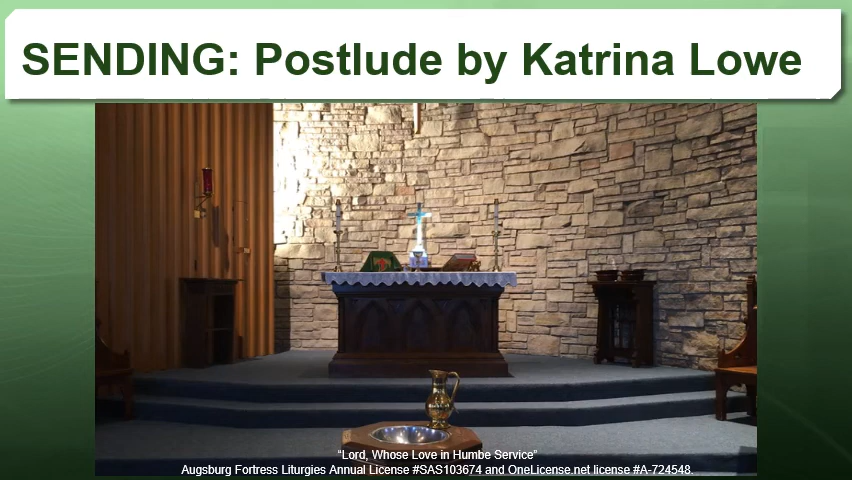 SENDING: Postlude by Katrina Lowe
“Lord, Whose Love in Humbe Service”
Augsburg Fortress Liturgies Annual License #SAS103674 and OneLicense.net license #A-724548.